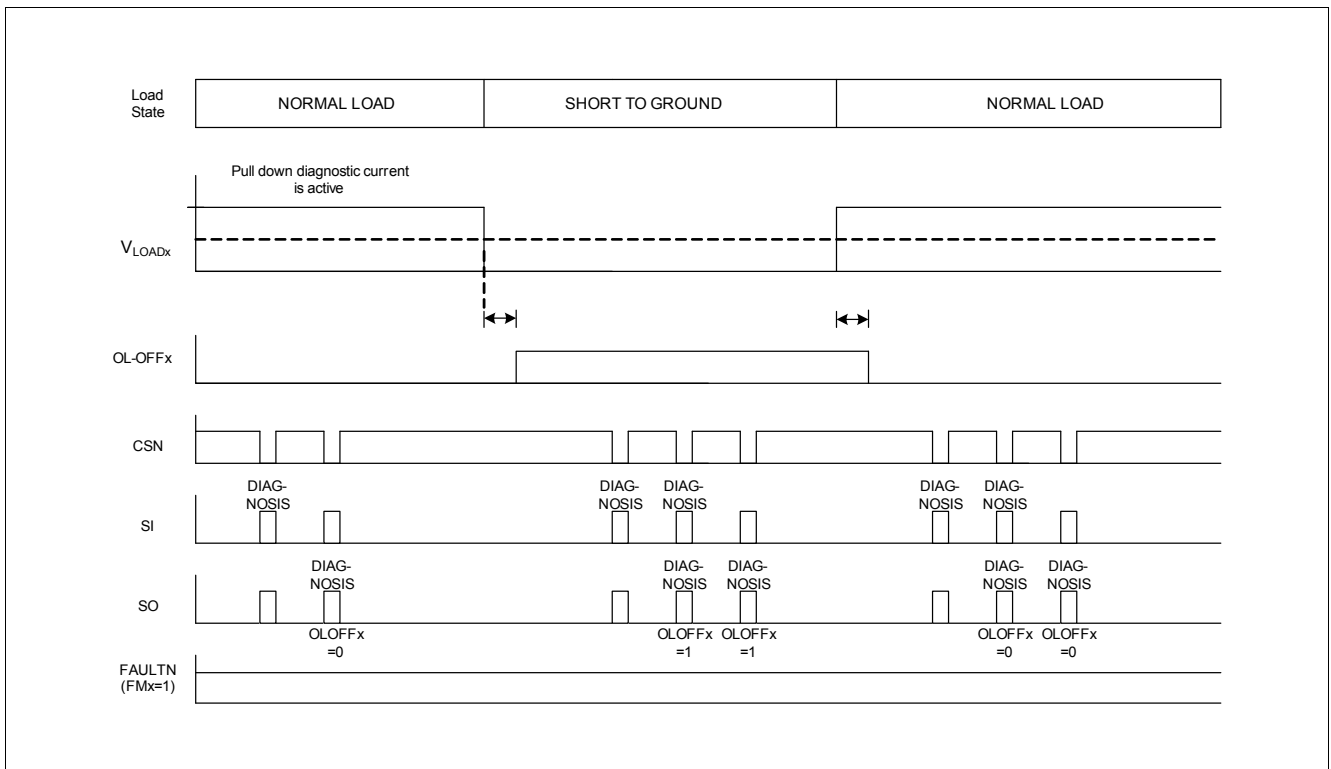 Load
State
NORMAL LOAD
SHORT TO GROUND
NORMAL LOAD
Pull down diagnostic current
is active
VLOADx
OL-OFFx
CSN
DIAG-
NOSIS
DIAG-
NOSIS
DIAG-
NOSIS
DIAG-
NOSIS
DIAG-
NOSIS
SI
DIAG-
NOSIS
DIAG-
NOSIS
DIAG-
NOSIS
DIAG-
NOSIS
DIAG-
NOSIS
SO
OLOFFx
=0
OLOFFx
=1
OLOFFx
=1
OLOFFx
=0
OLOFFx
=0
FAULTN
(FMx=1)